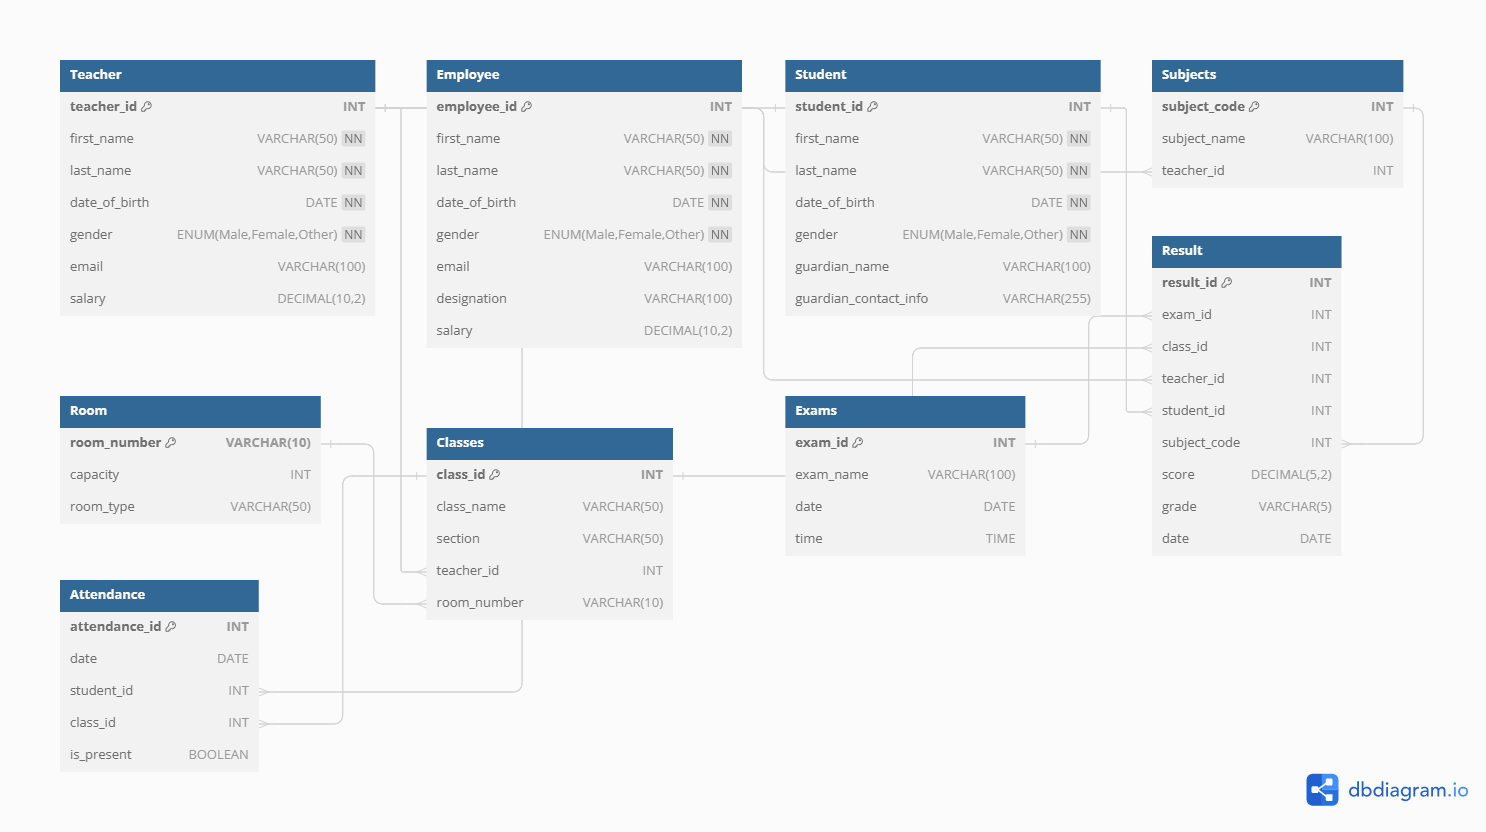 Teacher
teacher_id INT
first_name VARCHAR(50) NN
last_name VARCHAR(50) NN
date_of_birth DATE NN
gender ENUM(Male,Female,Other) NN
email VARCHAR(100)
salary DECIMAL(10,2)
Employee
employee_id INT
first_name VARCHAR(50) NN
last_name VARCHAR(50) NN
date_of_birth DATE NN
gender ENUM(Male,Female,Other) NN
email VARCHAR(100)
designation VARCHAR(100)
salary DECIMAL(10,2)
Student
student_id INT
first_name VARCHAR(50) NN
last_name VARCHAR(50) NN
date_of_birth DATE NN
gender ENUM(Male,Female,Other) NN
guardian_name VARCHAR(100)
guardian_contact_info VARCHAR(255)
Subjects
subject_code INT
subject_name VARCHAR(100)
teacher_id INT
Result
result_id INT
exam_id INT
class_id INT
teacher_id INT
student_id INT
subject_code INT
score DECIMAL(5,2)
grade VARCHAR(5)
date DATE
Room
room_number VARCHAR(10)
capacity INT
room_type VARCHAR(50)
Classes
class_id INT
class_name VARCHAR(50)
section VARCHAR(50)
teacher_id INT
room_number VARCHAR(10)
Exams
exam_id INT
exam_name VARCHAR(100)
date DATE
time TIME
Attendance
attendance_id INT
date DATE
student_id INT
class_id INT
is_present BOOLEAN
dbdiagram.io